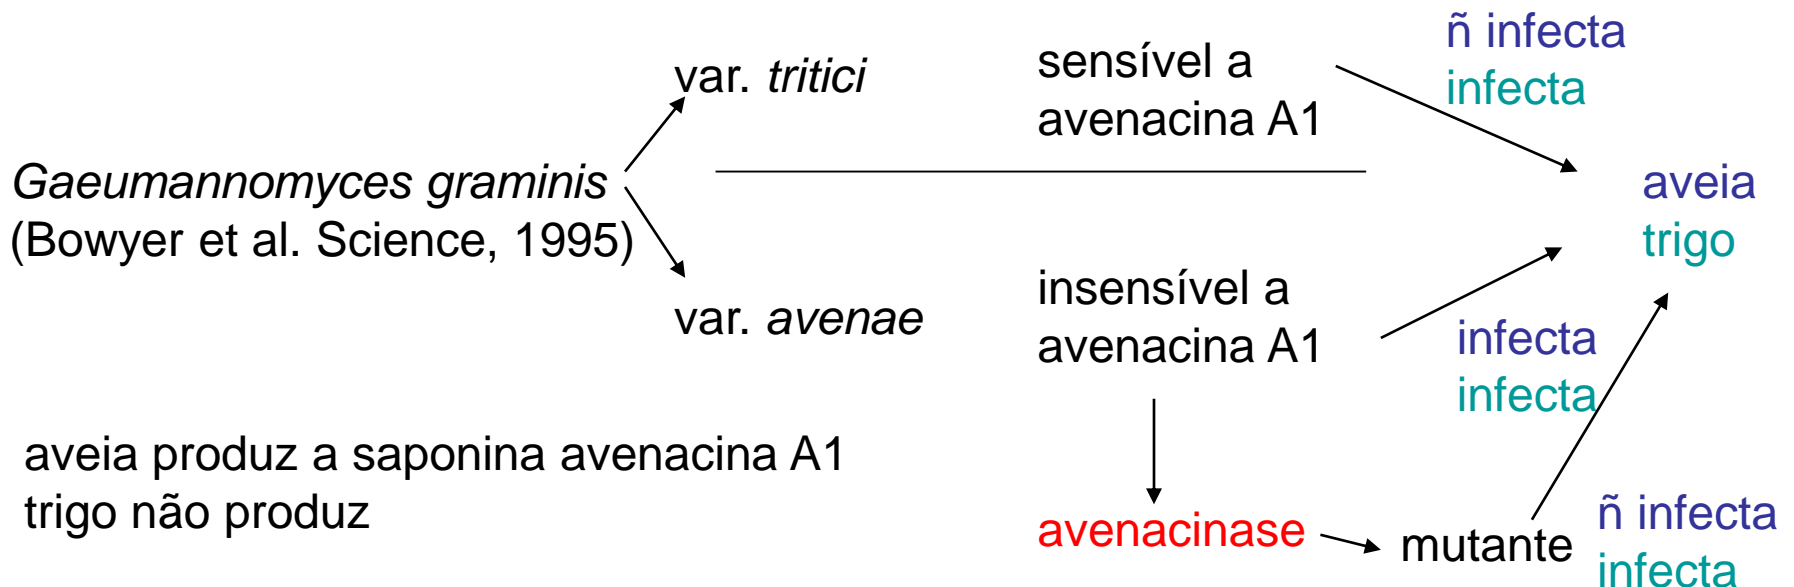 ñ infecta
infecta
var. tritici
sensível a
avenacina A1
Gaeumannomyces graminis
(Bowyer et al. Science, 1995)
aveia
trigo
var. avenae
insensível a
avenacina A1
infecta
infecta
aveia produz a saponina avenacina A1
trigo não produz
avenacinase
mutante
ñ infecta
infecta